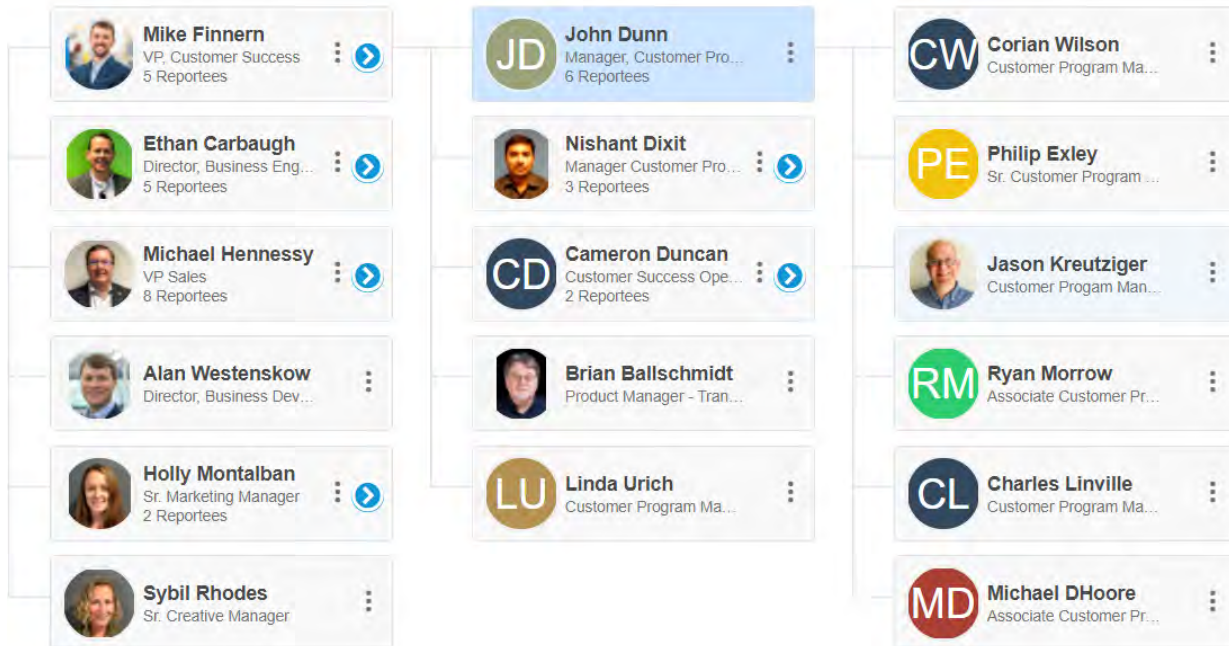 Mike Finnern
VP, Customer Success
5 Reportees
Ethan Carbaugh
Director, Business Eng...
5 Reportees
Michael Hennessy
VP Sales
8 Reportees
Alan Westenskow
Director, Business Dev...
Holly Montalban
Sr. Marketing Manager
2 Reportees
Sybil Rhodes
Sr. Creative Manager
JD
John Dunn
Manager, Customer Pro...
6 Reportees
Nishant Dixit
Manager Customer Pro...
3 Reportees
CD
Cameron Duncan
Customer Success Ope...
2 Reportees
Brian Ballschmidt
Product Manager - Tran...
LU
Linda Urich
Customer Program Ma...
CW
Corian Wilson
Customer Program Ma...
PE
Philip Exley
Sr. Customer Program ...
Jason Kreutziger
Customer Progam Man...
RM
Ryan Morrow
Associate Customer Pr...
CL
Charles Linville
Customer Program Ma...
MD
Michael DHoore
Associate Customer Pr...